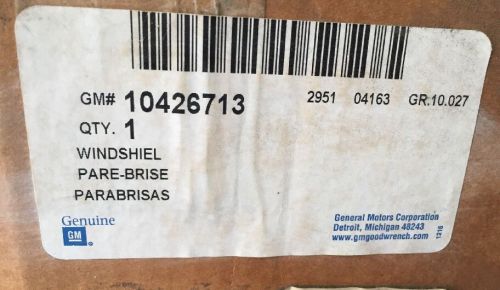 GM# 10426713 2951 04163 GR.10.027
QTY. 1
WINDSHIEL
PARE-BRISE
PARABRISAS
Genuine
GM
General Motors Corporation
Detroit, Michigan 48243
www.gmgoodwrench.com
1216